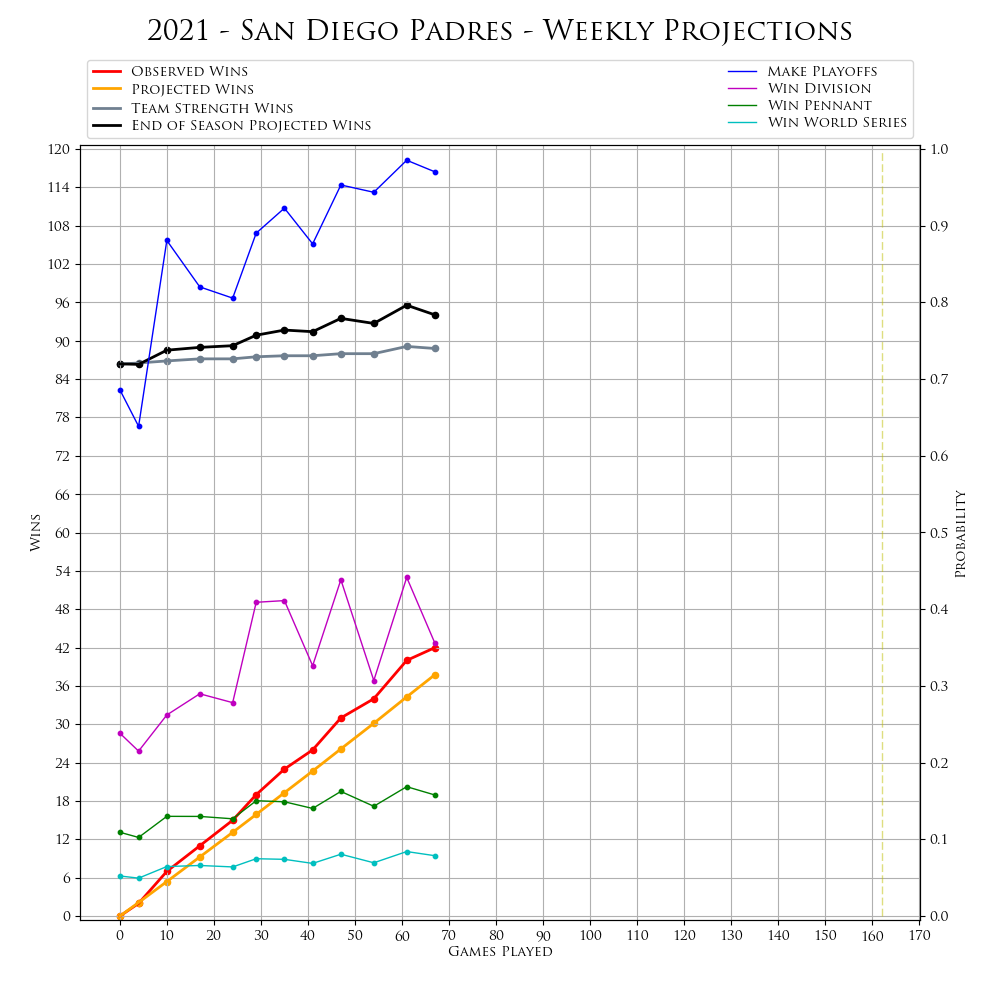 2021 - San Diego Padres - Weekly Projections
Observed Wins
Projected Wins
Team Strength Wins
End of Season Projected Wins
Make Playoffs
Win Division
Win Pennant
Win World Series
120
114
108
102
96
90
84
78
72
66
60
54
48
42
36
30
24
18
12
6
0
Wins
1.0
0.9
0.8
0.7
0.6
0.5
0.4
0.3
0.2
0.1
0.0
Probability
0 10 20 30 40 50 60 70 80 90 100 110 120 130 140 150 160 170
Games Played